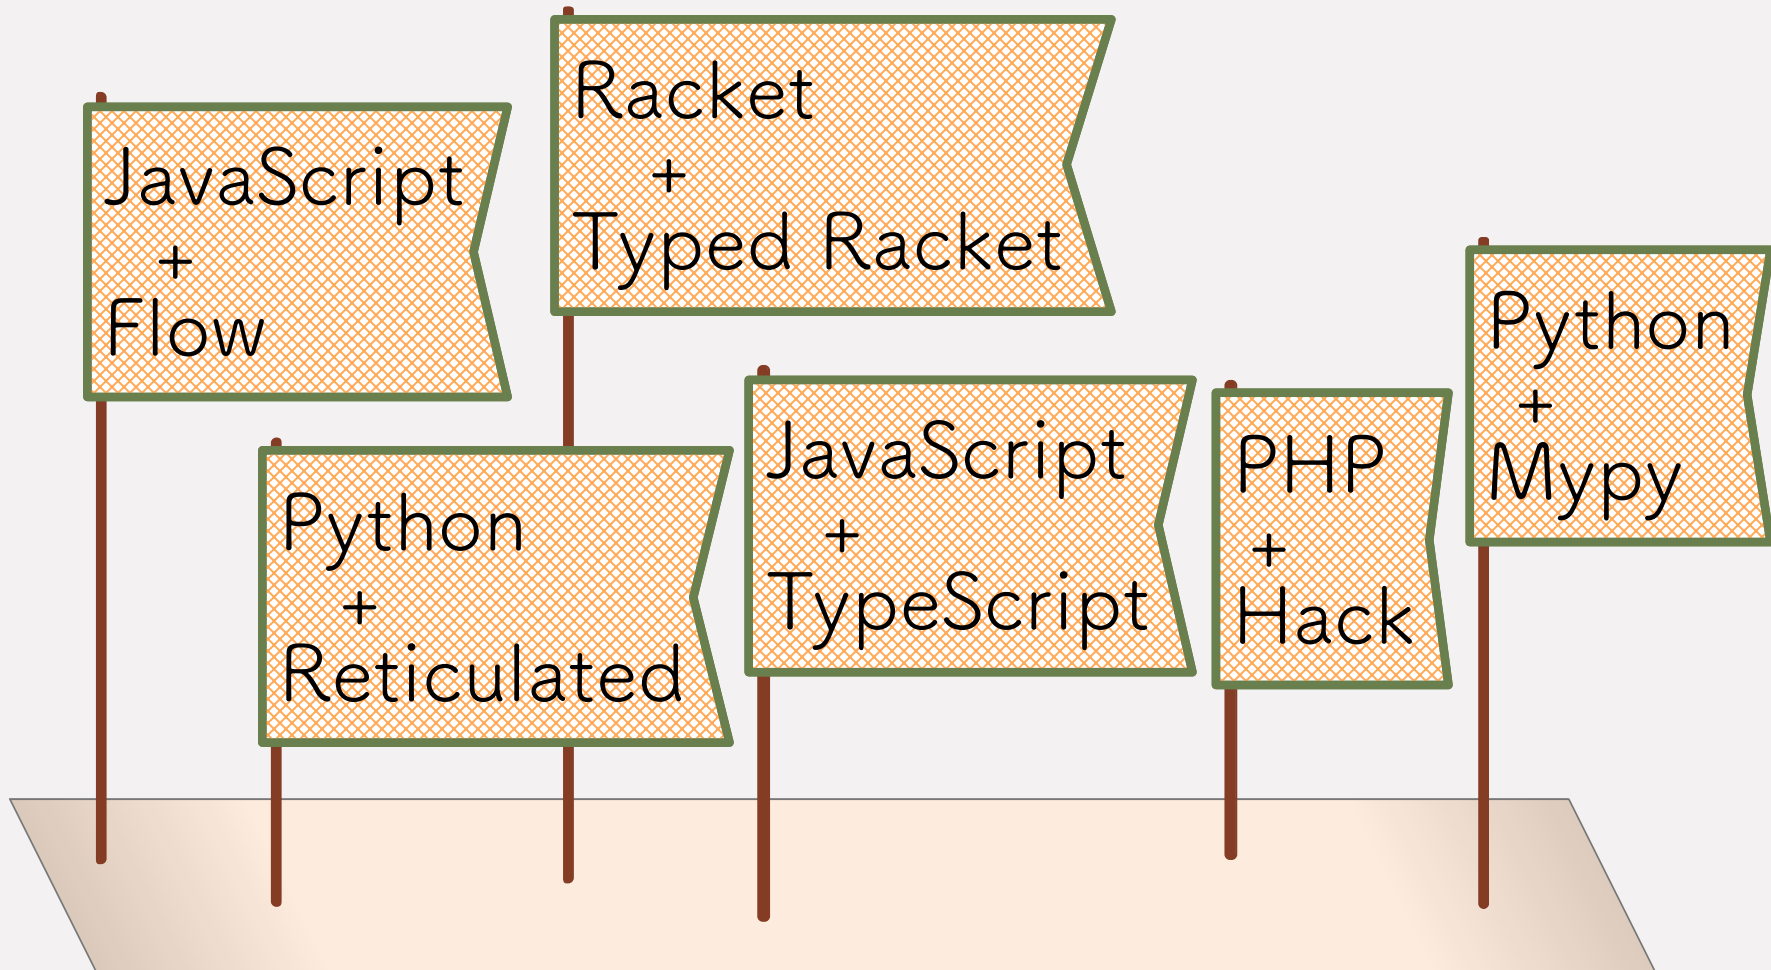 JavaScript
+
Flow
Racket
+
Typed Racket
Python
+
Reticulated
JavaScript
+
TypeScript
PHP
+
Hack
Python
+
Mypy